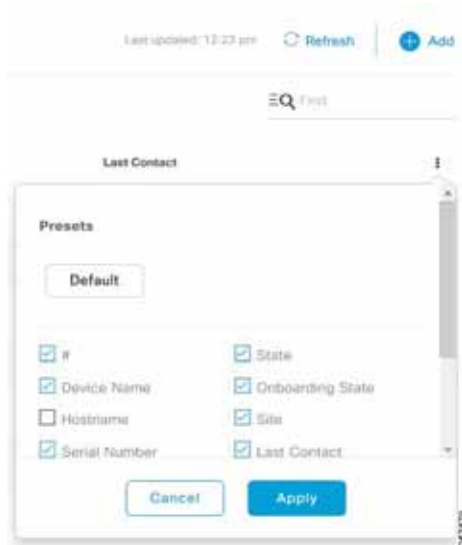 Last updated: 12:23 pm Refresh Add
Find
Last Contact
Presets
Default
# State
Device Name Onboarding State
Hostname Site
Serial Number Last Contact
Cancel Apply